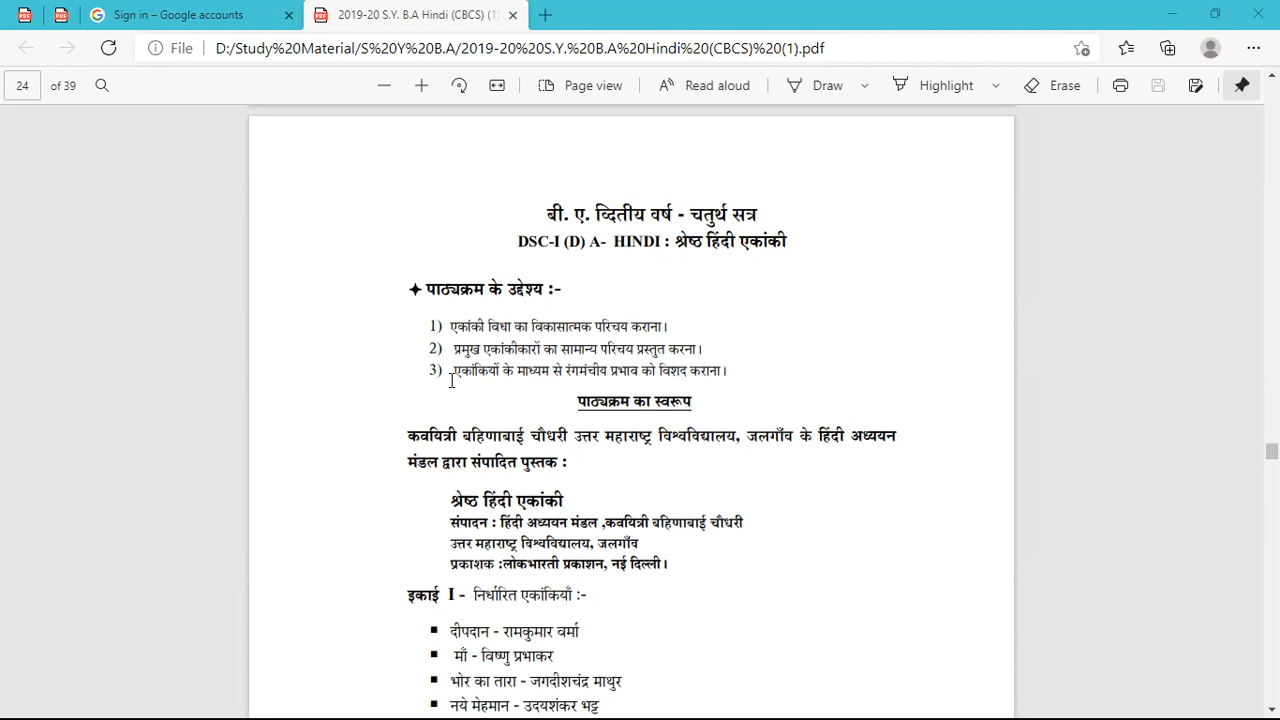 Sign in – Google accounts
2019-20 S.Y. B.A Hindi (CBCS) (1)
File D:/Study%20Material/S%20Y%20B.A/2019-20%20S.Y.%20B.A%20Hindi%20(CBCS)%20(1).pdf
24 of 39 Page view Read aloud Draw Highlight Erase
बी. ए. व्दितीय वर्ष - चतुर्थ सत्र
DSC-I (D) A- HINDI : श्रेष्ठ हिंदी एकांकी
✦ पाठ्यक्रम के उद्देश्य :-
1) एकांकी विधा का विकासात्मक परिचय कराना।
2) प्रमुख एकांकीकारों का सामान्य परिचय प्रस्तुत करना।
3) एकांकियों के माध्यम से रंगमंचीय प्रभाव को विशद कराना।
पाठ्यक्रम का स्वरूप
कवयित्री बहिणाबाई चौधरी उत्तर महाराष्ट्र विश्वविद्यालय, जलगाँव के हिंदी अध्ययन
मंडल द्वारा संपादित पुस्तक :
श्रेष्ठ हिंदी एकांकी
संपादन : हिंदी अध्ययन मंडल ,कवयित्री बहिणाबाई चौधरी
उत्तर महाराष्ट्र विश्वविद्यालय, जलगाँव
प्रकाशक :लोकभारती प्रकाशन, नई दिल्ली।
इकाई I - निर्धारित एकांकियाँ :-
▪ दीपदान - रामकुमार वर्मा
▪ माँ - विष्णु प्रभाकर
▪ भोर का तारा - जगदीशचंद्र माथुर
▪ नये मेहमान - उदयशंकर भट्ट